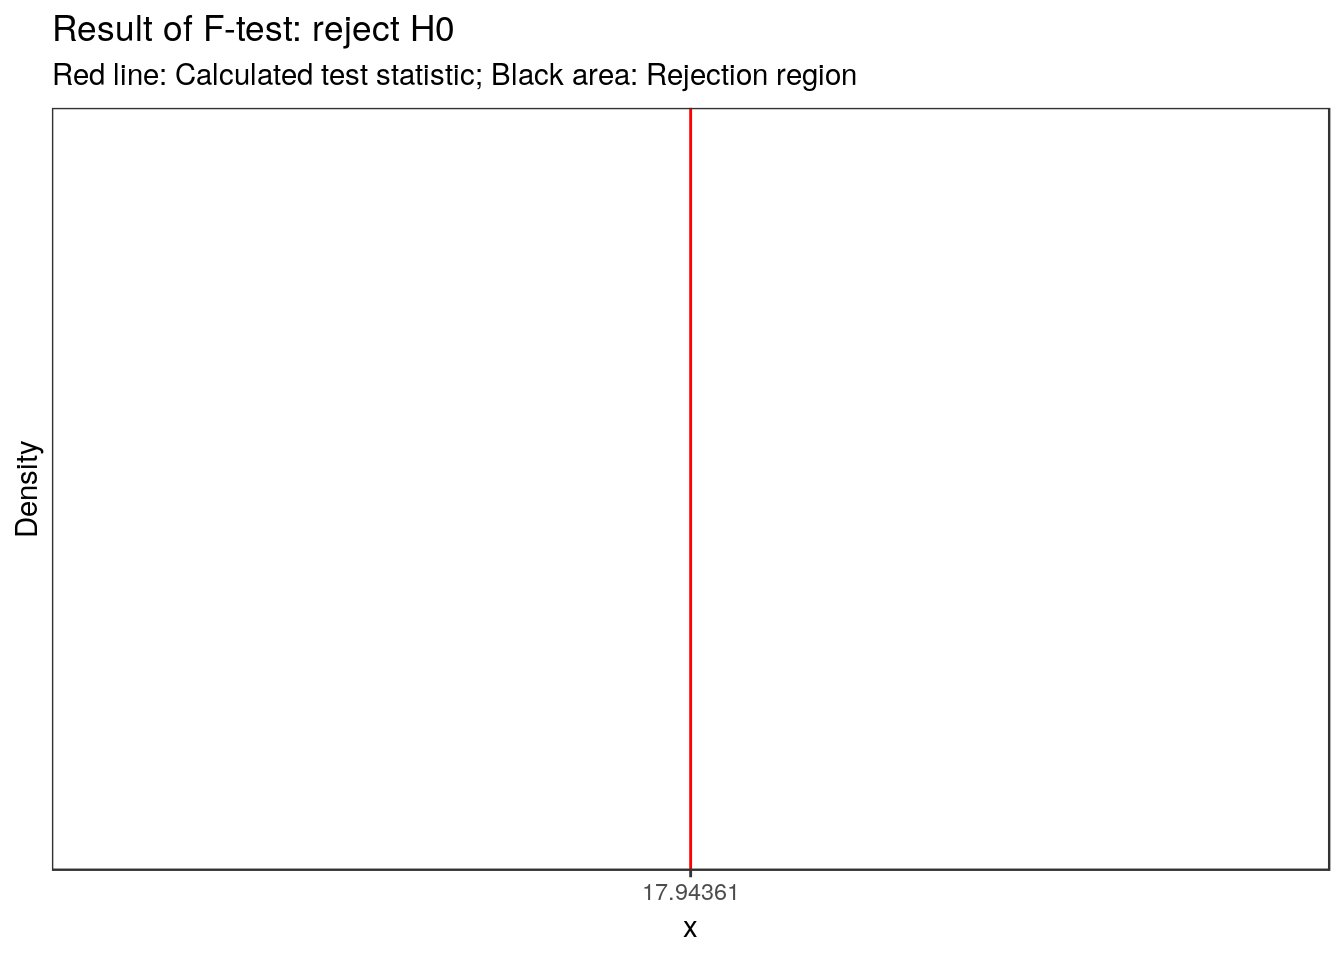 Result of F-test: reject H0
Red line: Calculated test statistic; Black area: Rejection region
Density
17.94361
x